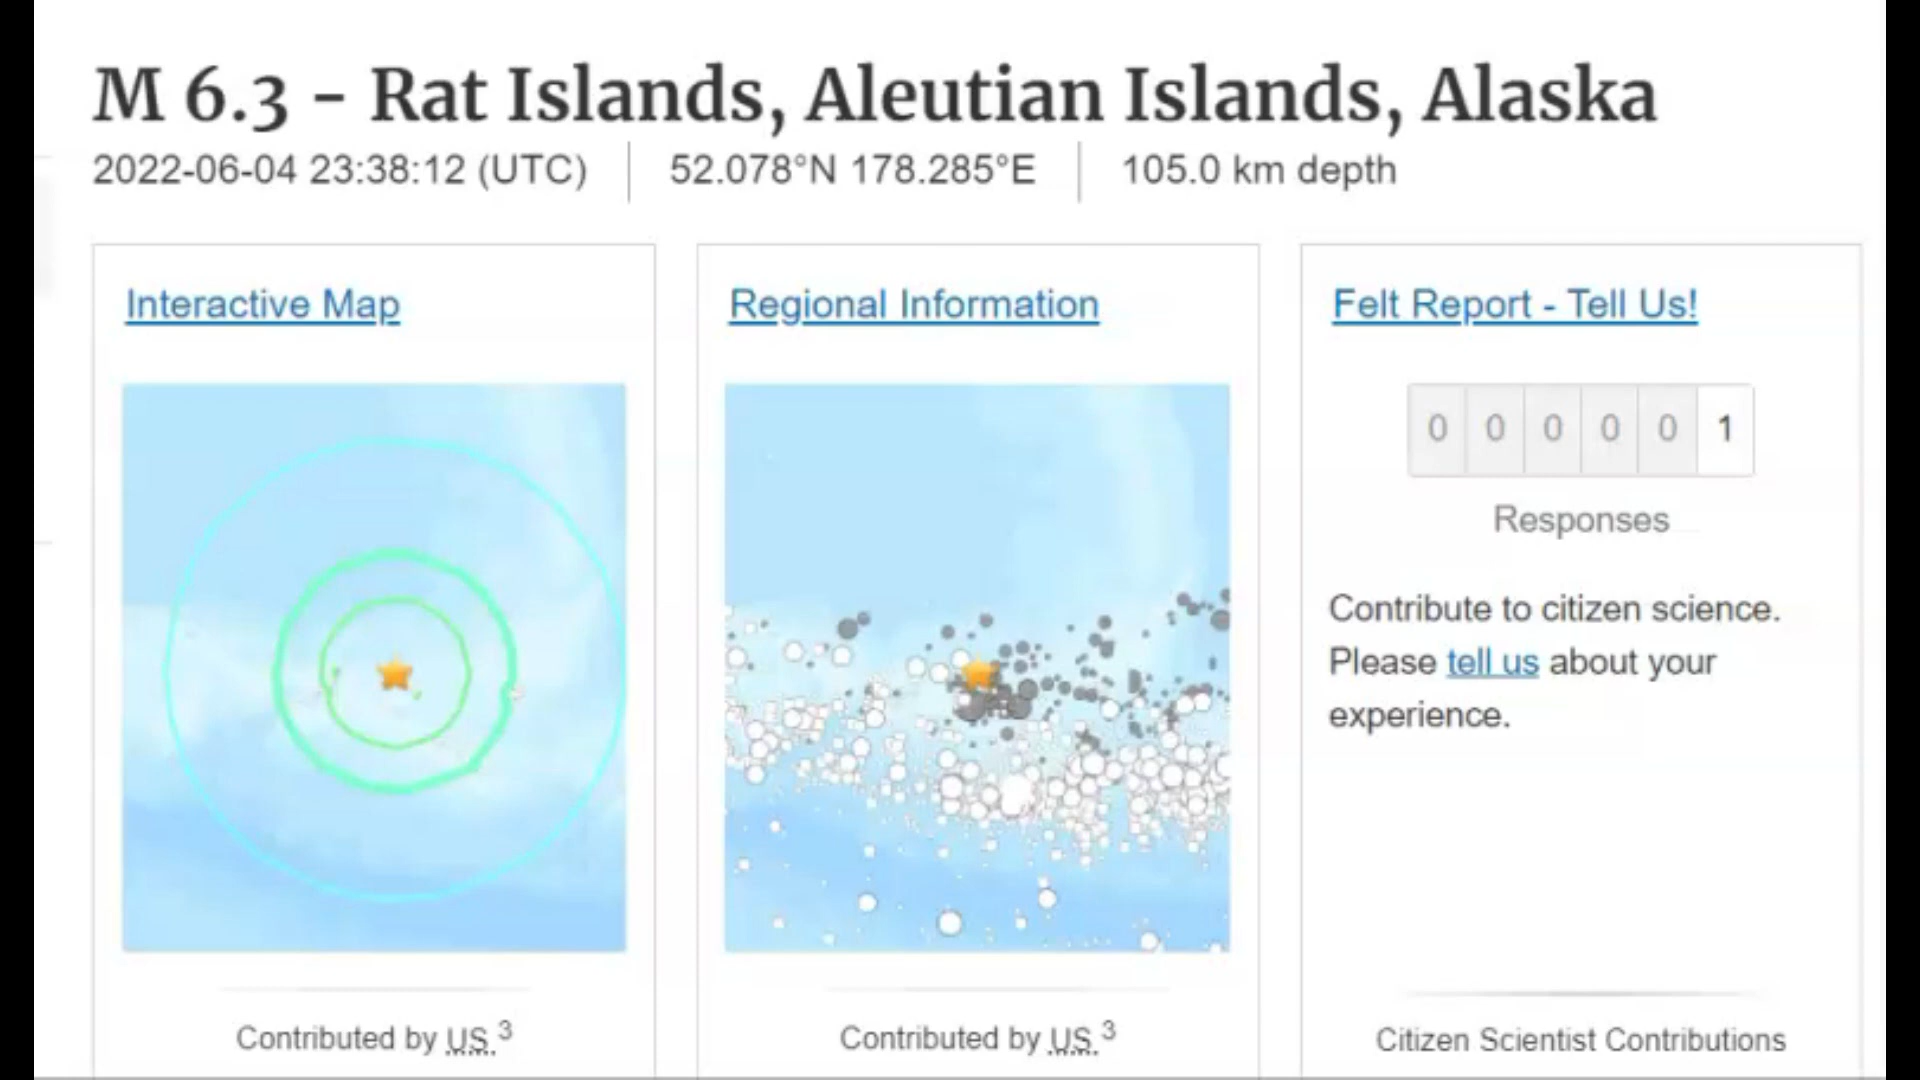 M 6.3 - Rat Islands, Aleutian Islands, Alaska
2022-06-04 23:38:12 (UTC) 52.078°N 178.285°E 105.0 km depth
Interactive Map
Contributed by US 3
Regional Information
Contributed by US 3
Felt Report - Tell Us!
0 0 0 0 0 1
Responses
Contribute to citizen science.
Please tell us about your
experience.
Citizen Scientist Contributions